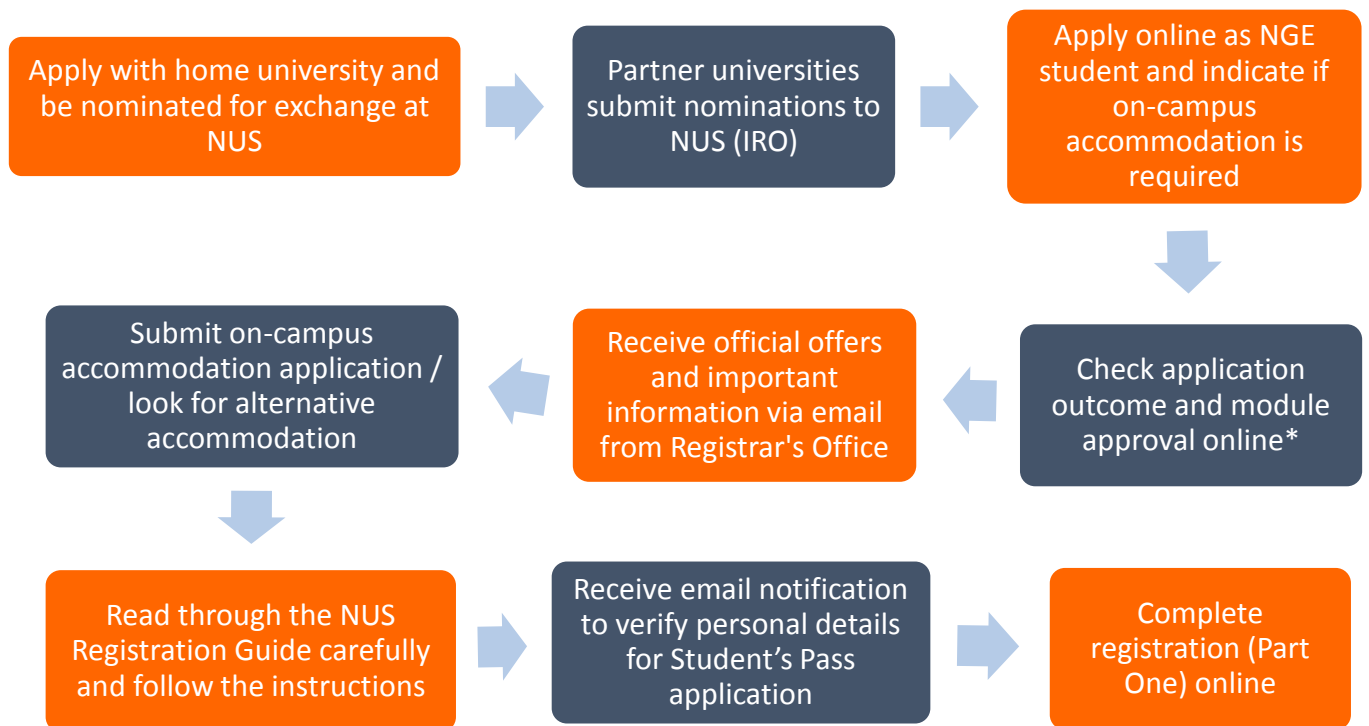 Apply with home university and
be nominated for exchange at
NUS
Partner universities
submit nominations to
NUS (IRO)
Apply online as NGE
student and indicate if
on-campus
accommodation is
required
Check application
outcome and module
approval online*
Receive official offers
and important
information via email
from Registrar's Office
Submit on-campus
accommodation application /
look for alternative
accommodation
Read through the NUS
Registration Guide carefully
and follow the instructions
Receive email notification
to verify personal details
for Student’s Pass
application
Complete
registration (Part
One) online